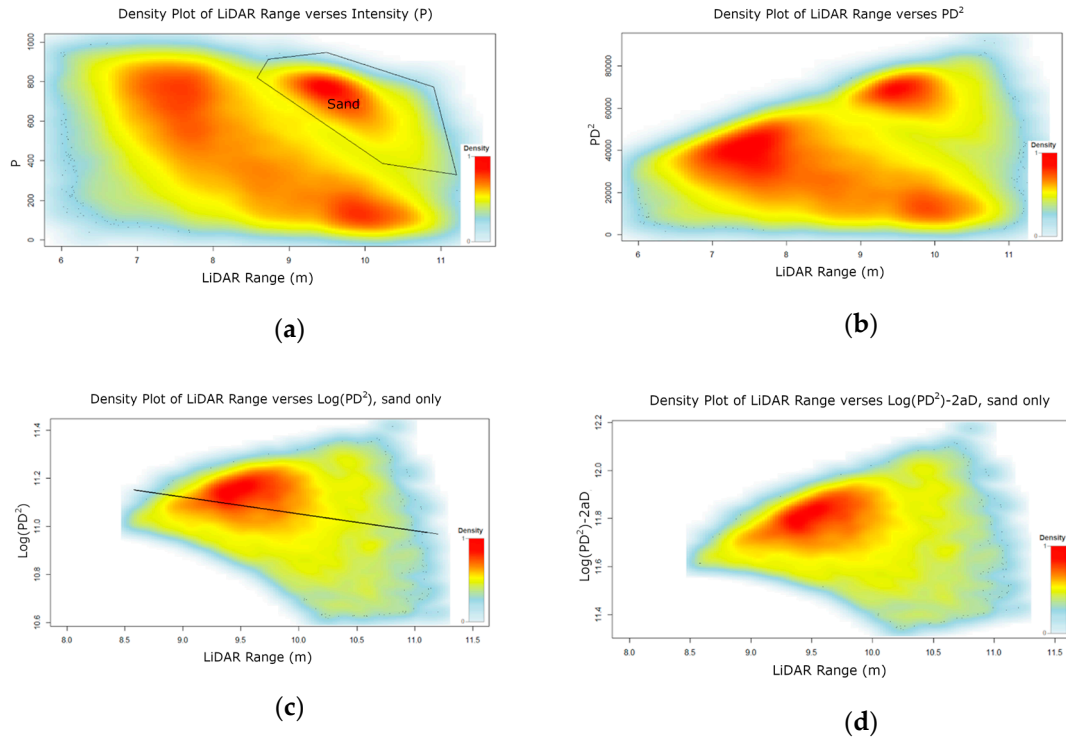 Density Plot of LiDAR Range verses Intensity (P)
P
1000
800
600
400
200
0
Sand
Density
1
0
6 7 8 9 10 11
LiDAR Range (m)
(a)
Density Plot of LiDAR Range verses PD²
PD²
80000
60000
40000
20000
0
Density
1
0
6 7 8 9 10 11
LiDAR Range (m)
(b)
Density Plot of LiDAR Range verses Log(PD²), sand only
Log(PD²)
11.4
11.2
11.0
10.8
10.6
Density
1
0
8.0 8.5 9.0 9.5 10.0 10.5 11.0 11.5
LiDAR Range (m)
(c)
Density Plot of LiDAR Range verses Log(PD²)-2aD, sand only
Log(PD²)-2aD
12.2
12.0
11.8
11.6
11.4
Density
1
0
8.0 8.5 9.0 9.5 10.0 10.5 11.0 11.5
LiDAR Range (m)
(d)